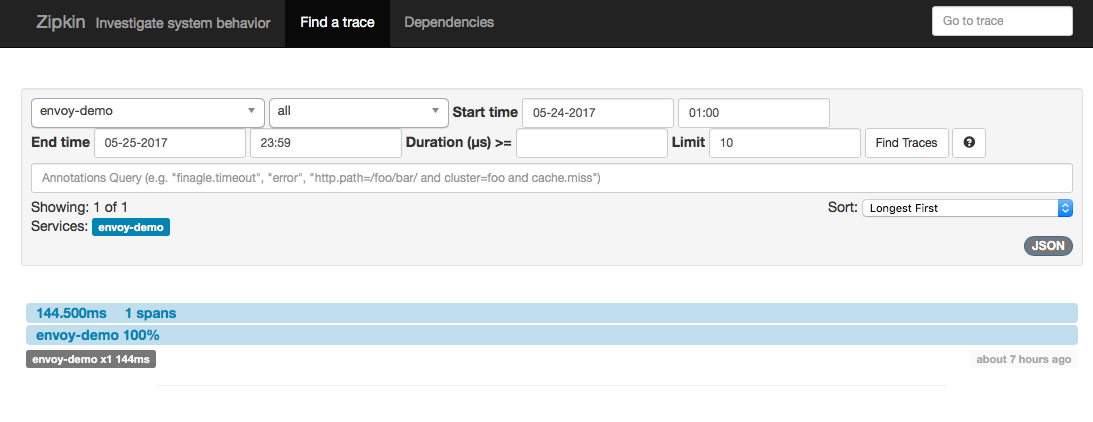 Zipkin Investigate system behavior Find a trace Dependencies Go to trace
envoy-demo all Start time 05-24-2017 01:00
End time 05-25-2017 23:59 Duration (μs) >= Limit 10 Find Traces ?
Annotations Query (e.g. "finagle.timeout", "error", "http.path=/foo/bar/ and cluster=foo and cache.miss")
Showing: 1 of 1 Sort: Longest First
Services: envoy-demo
JSON
144.500ms 1 spans
envoy-demo 100%
envoy-demo x1 144ms about 7 hours ago